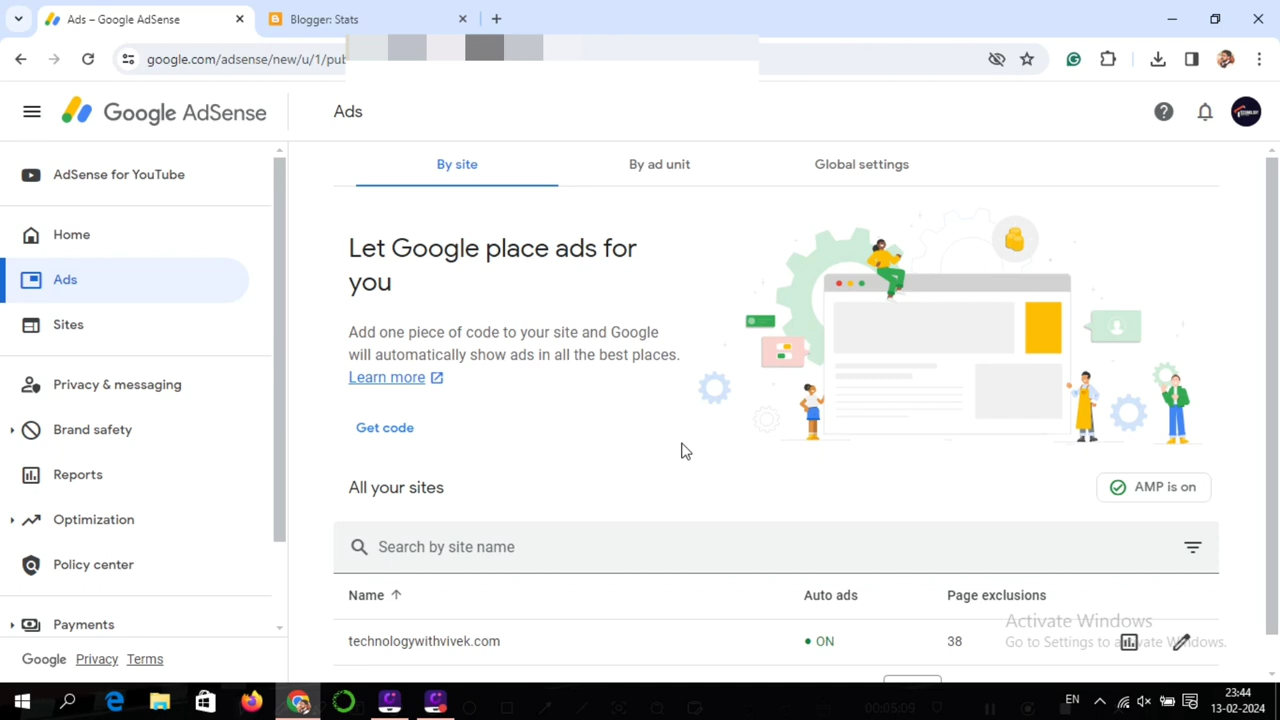 Ads – Google AdSense
Blogger: Stats
google.com/adsense/new/u/1/pub
Google AdSense
Ads
AdSense for YouTube
Home
Ads
Sites
Privacy & messaging
Brand safety
Reports
Optimization
Policy center
Payments
Google Privacy Terms
By site
By ad unit
Global settings
Let Google place ads for
you
Add one piece of code to your site and Google
will automatically show ads in all the best places.
Learn more
Get code
All your sites
AMP is on
Search by site name
Name
Auto ads
Page exclusions
technologywithvivek.com
ON
38
Activate Windows
Go to Settings to activate Windows.
EN
23:44
13-02-2024
00:05:09